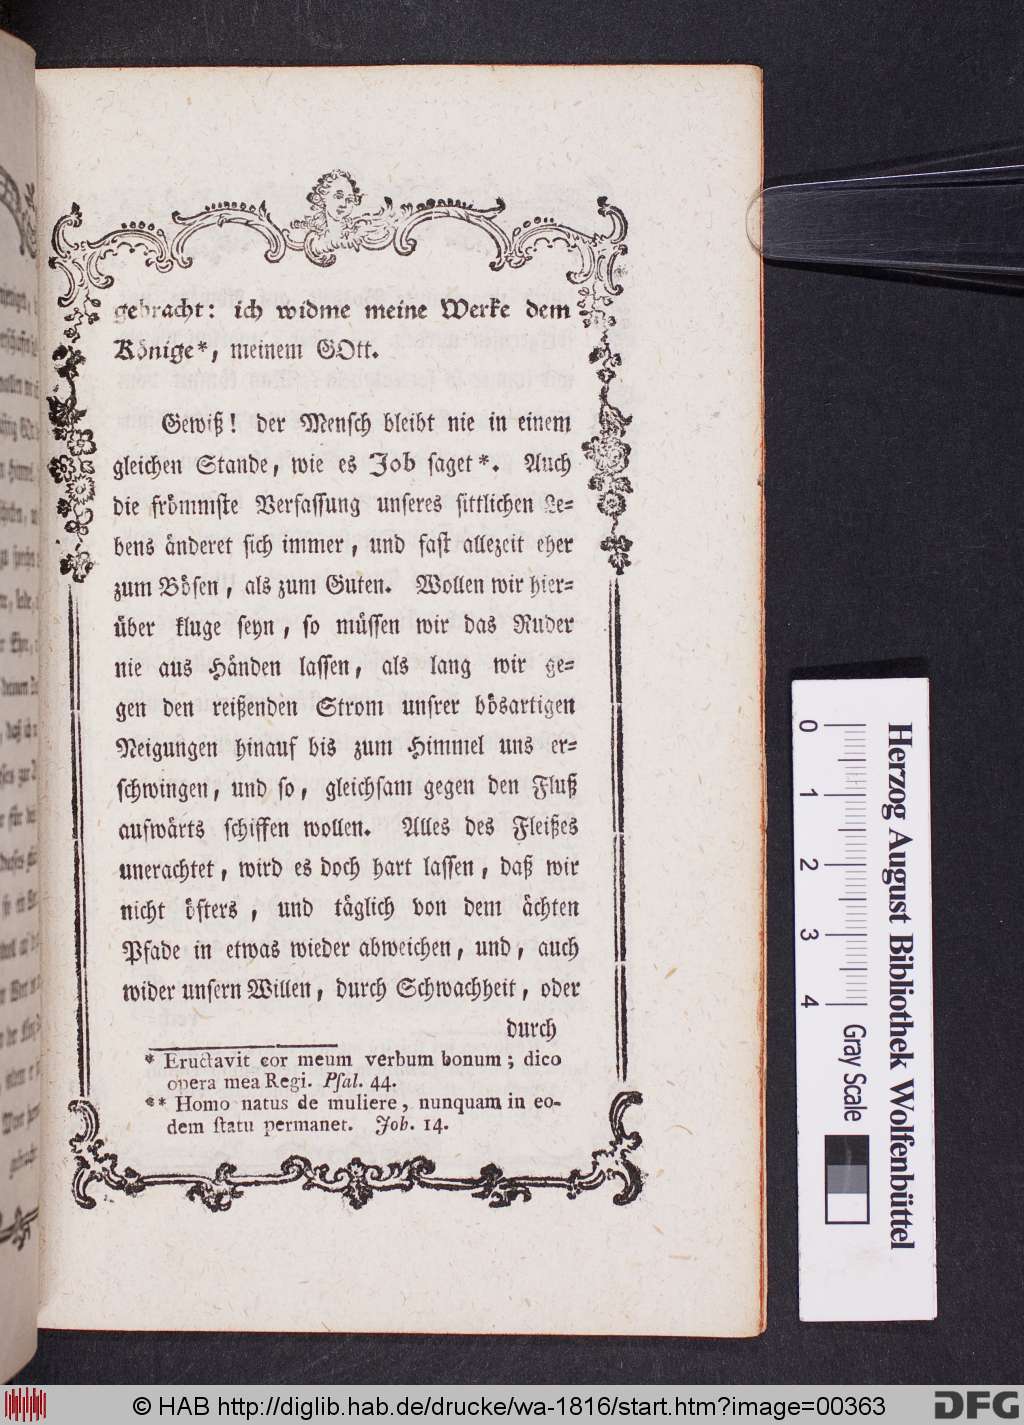 gebracht: ich widme meine Werke dem
Könige*, meinem GOtt.
Gewiß! der Mensch bleibt nie in einem
gleichen Stande, wie es Job saget*. Auch
die frömmste Verfassung unseres sittlichen Le-
bens änderet sich immer, und fast allezeit eher
zum Bösen, als zum Guten. Wollen wir hier-
über kluge seyn, so müssen wir das Ruder
nie aus Händen lassen, als lang wir ge-
gen den reißenden Strom unsrer bösartigen
Neigungen hinauf bis zum Himmel uns er-
schwingen, und so, gleichsam gegen den Fluß
aufwärts schiffen wollen. Alles des Fleißes
unerachtet, wird es doch hart lassen, daß wir
nicht öfters, und täglich von dem ächten
Pfade in etwas wieder abweichen, und, auch
wider unsern Willen, durch Schwachheit, oder
durch
* Eructavit cor meum verbum bonum; dico
opera mea Regi. Psal. 44.
** Homo natus de muliere, nunquam in eo-
dem statu permanet. Job. 14.
0 1 2 3 4
Gray Scale
Herzog August Bibliothek Wolfenbüttel
© HAB http://diglib.hab.de/drucke/wa-1816/start.htm?image=00363
DFG